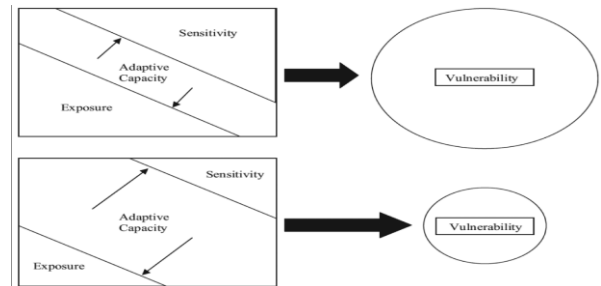 Sensitivity
Adaptive
Capacity
Exposure
Vulnerability
Sensitivity
Adaptive
Capacity
Exposure
Vulnerability